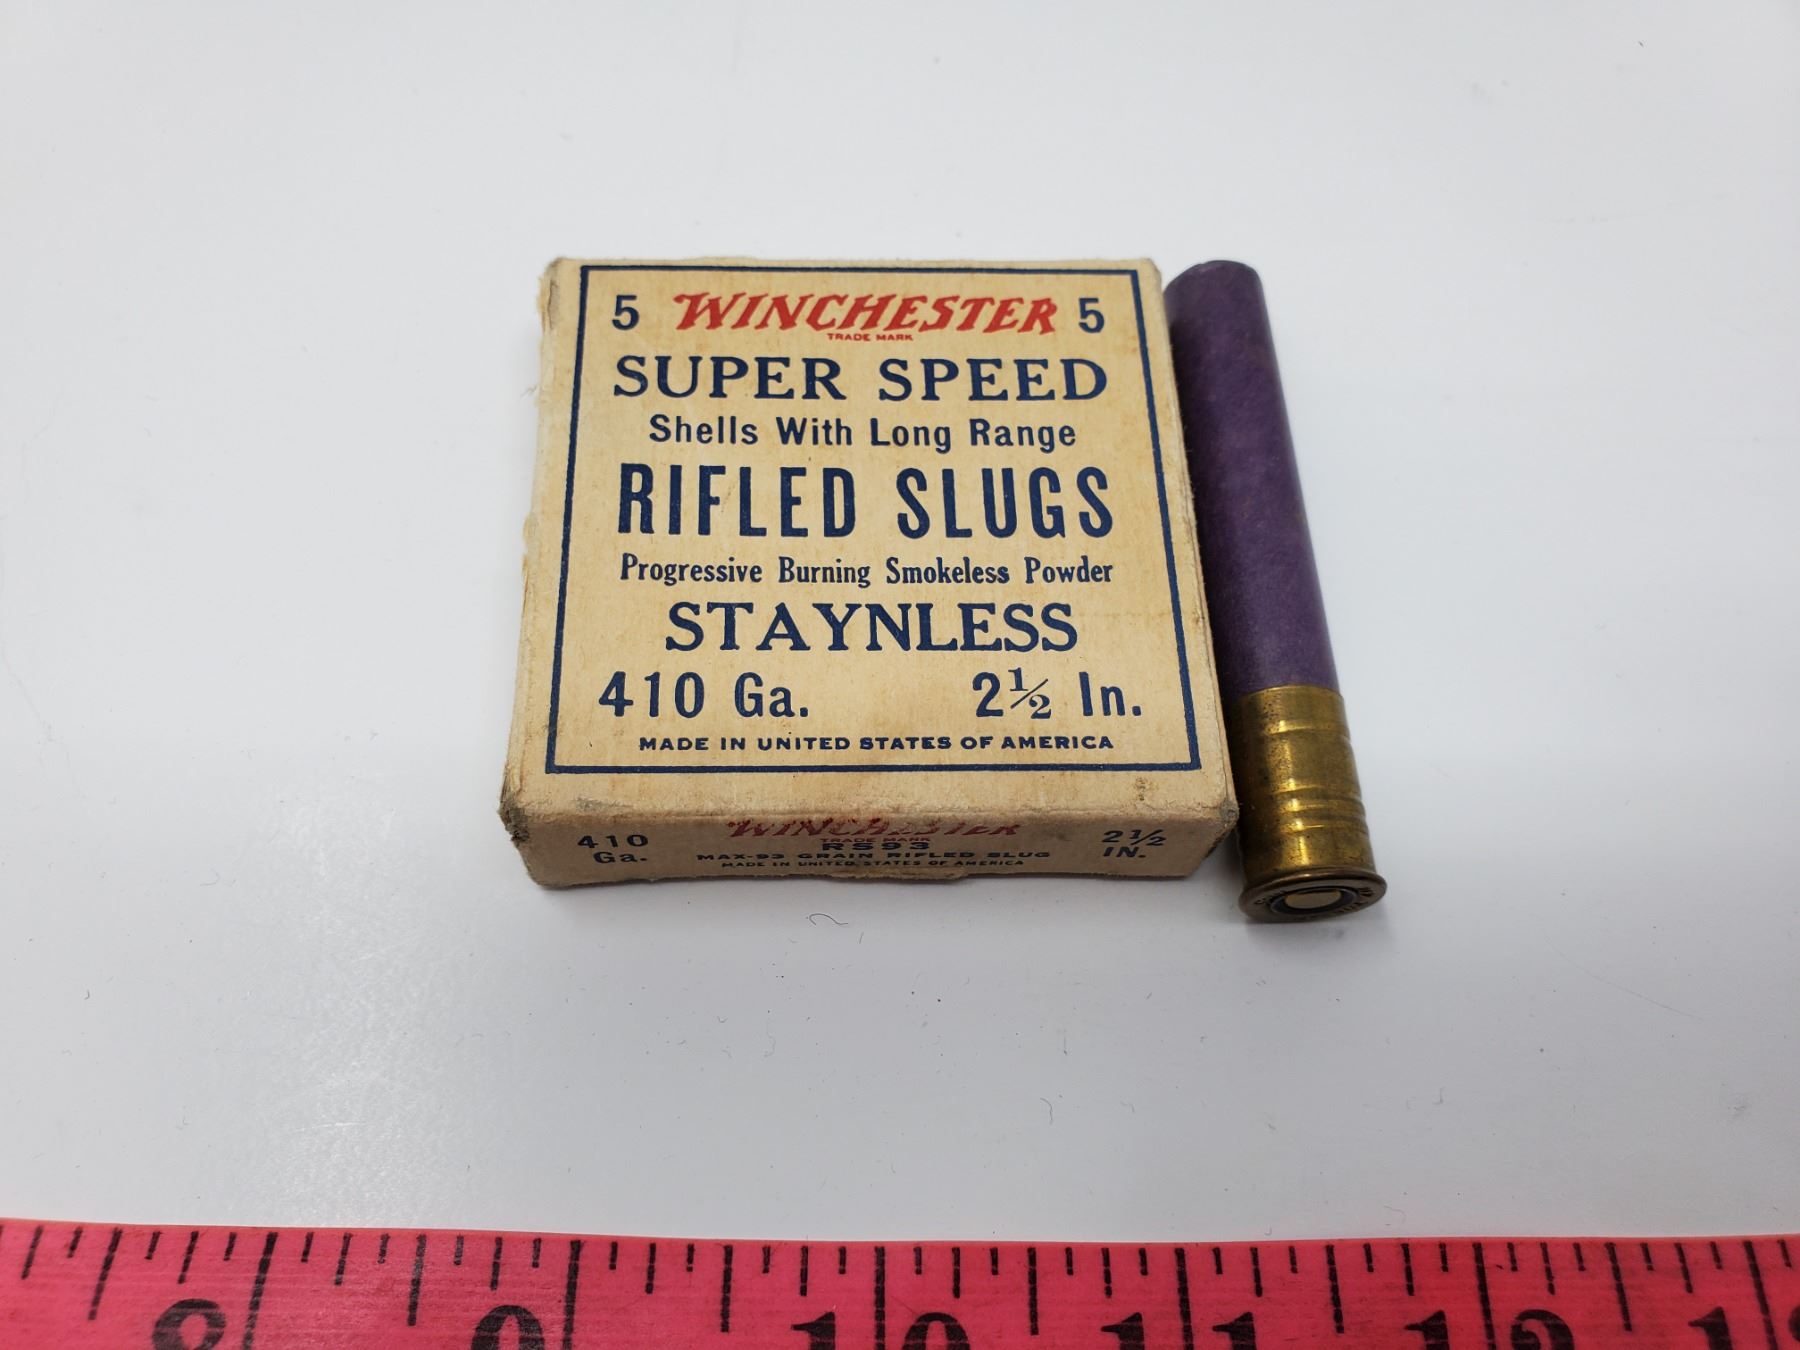 5 WINCHESTER 5
TRADE MARK
SUPER SPEED
Shells With Long Range
RIFLED SLUGS
Progressive Burning Smokeless Powder
STAYNLESS
410 Ga. 2½ In.
MADE IN UNITED STATES OF AMERICA
410 Ga. WINCHESTER 2½ IN.
TRADE MARK
RS93
MAX-93 GRAIN RIFLED SLUG
MADE IN UNITED STATES OF AMERICA
8 9 10 11 12 13